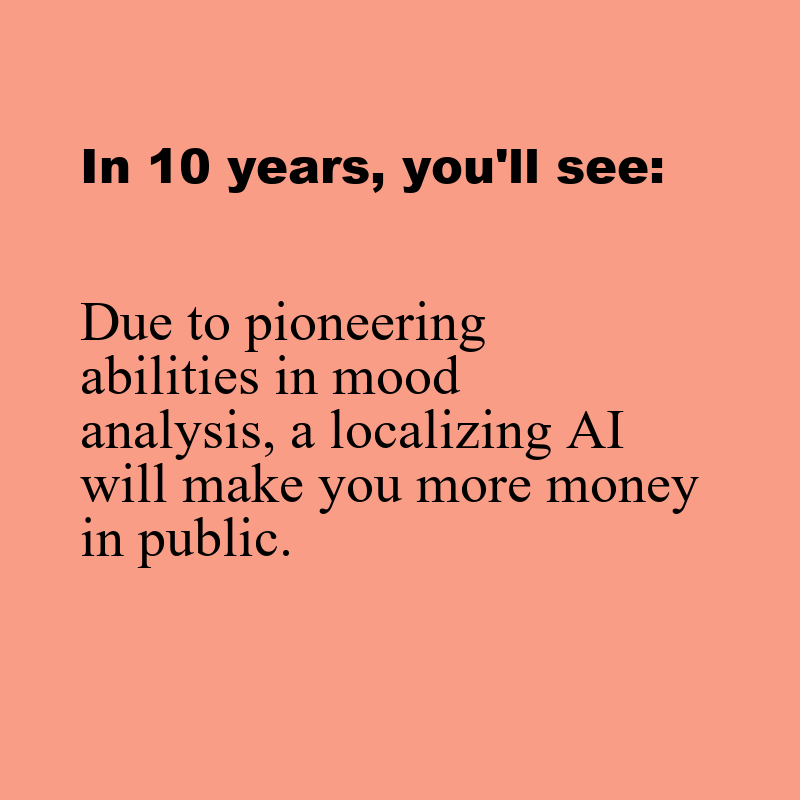 In 10 years, you'll see:
Due to pioneering
abilities in mood
analysis, a localizing AI
will make you more money
in public.